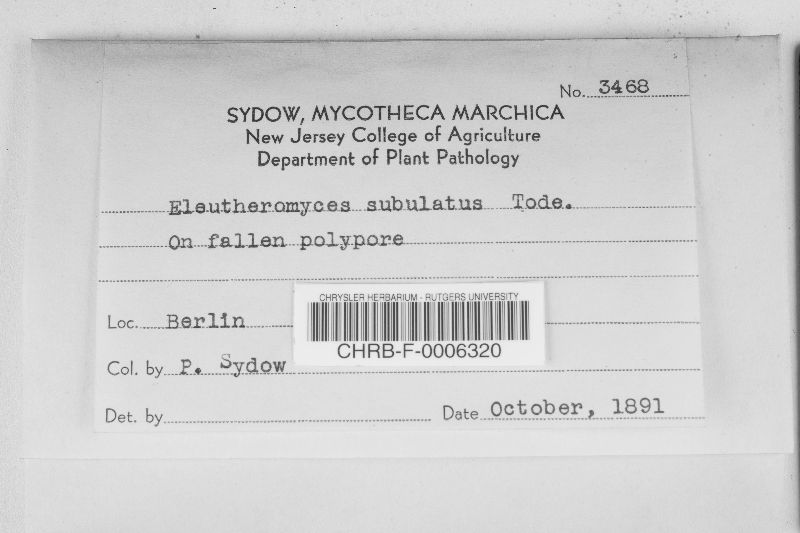 No. 3468
SYDOW, MYCOTHECA MARCHICA
New Jersey College of Agriculture
Department of Plant Pathology
Eleutheromyces subulatus Tode.
On fallen polypore
Loc. Berlin
CHRYSLER HERBARIUM - RUTGERS UNIVERSITY
CHRB-F-0006320
Col. by P. Sydow
Det. by
Date October, 1891